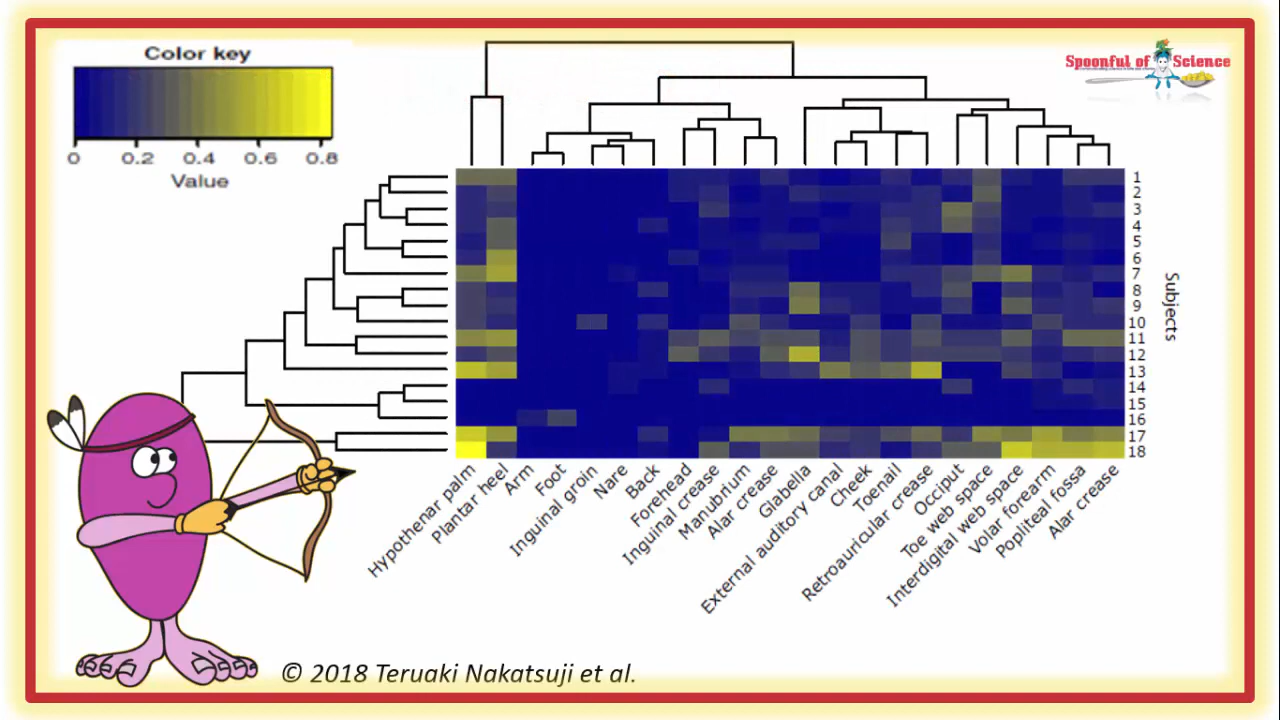 Color key
0 0.2 0.4 0.6 0.8
Value
Spoonful of Science
1
2
3
4
5
6
7
8
9
10
11
12
13
14
15
16
17
18
Subjects
Hypothenar palm
Plantar heel
Arm
Foot
Inguinal groin
Nare
Back
Forehead
Inguinal crease
Manubrium
Alar crease
Glabella
External auditory canal
Cheek
Toenail
Retroauricular crease
Occiput
Toe web space
Interdigital web space
Volar forearm
Popliteal fossa
Alar crease
© 2018 Teruaki Nakatsuji et al.